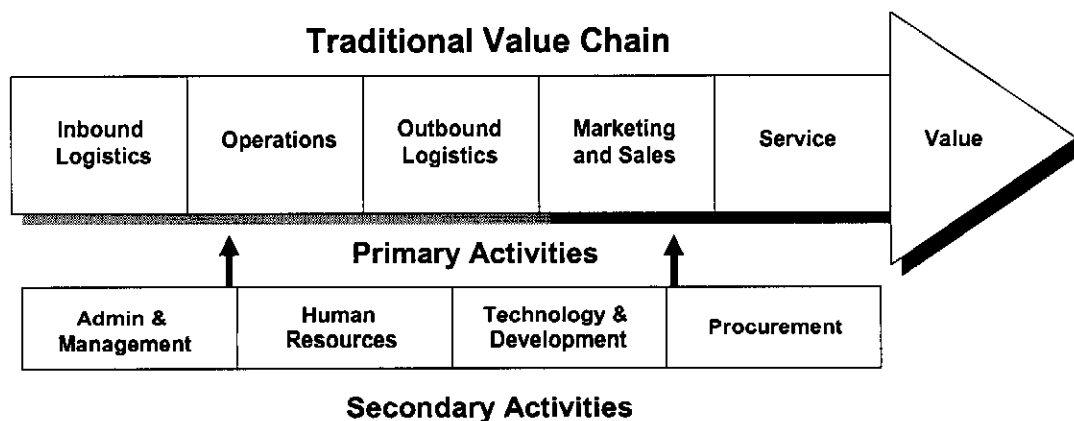 Traditional Value Chain
Inbound
Logistics
Operations
Outbound
Logistics
Marketing
and Sales
Service
Value
Primary Activities
Admin &
Management
Human
Resources
Technology &
Development
Procurement
Secondary Activities